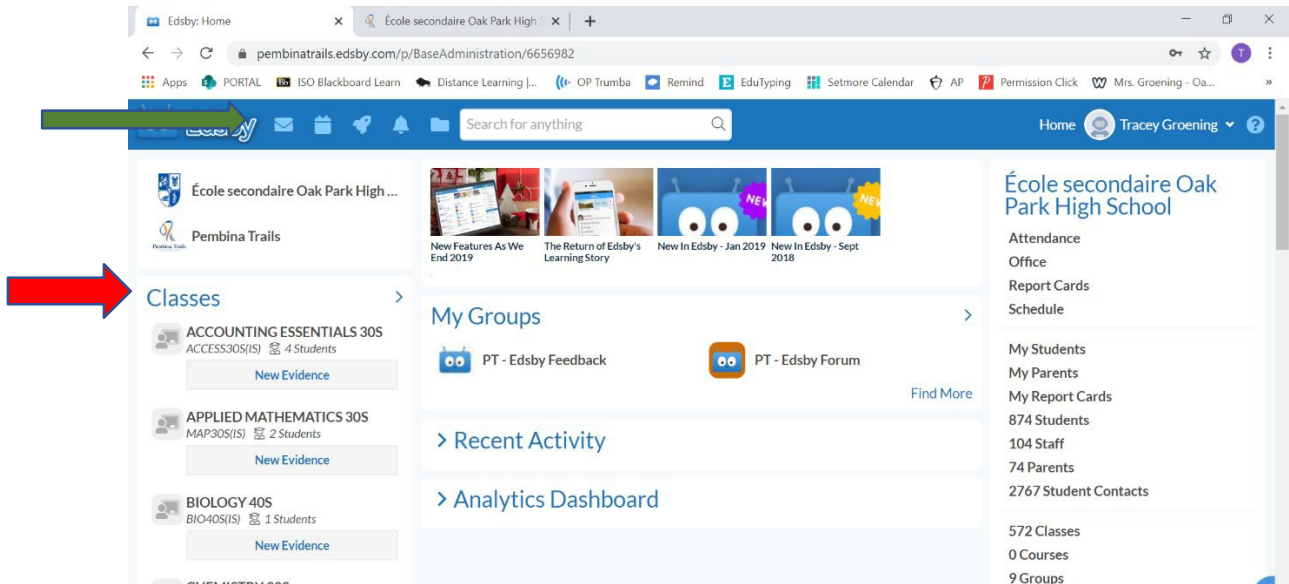 Edsby: Home
École secondaire Oak Park High S
pembinatrails.edsby.com/p/BaseAdministration/6656982
T
Apps PORTAL Bb ISO Blackboard Learn Distance Learning |... OP Trumba Remind EduTyping Setmore Calendar AP Permission Click Mrs. Groening - Oa... »
Edsby
Search for anything
Home Tracey Groening ?
École secondaire Oak Park High ...
Pembina Trails
Classes
ACCOUNTING ESSENTIALS 30S
ACCESS30S(IS) 4 Students
New Evidence
APPLIED MATHEMATICS 30S
MAP30S(IS) 2 Students
New Evidence
BIOLOGY 40S
BIO40S(IS) 1 Students
New Evidence
New Features As We
End 2019
The Return of Edsby's
Learning Story
NEW
New In Edsby - Jan 2019
NEW
New In Edsby - Sept
2018
My Groups
PT - Edsby Feedback
PT - Edsby Forum
Find More
Recent Activity
Analytics Dashboard
École secondaire Oak
Park High School
Attendance
Office
Report Cards
Schedule
My Students
My Parents
My Report Cards
874 Students
104 Staff
74 Parents
2767 Student Contacts
572 Classes
0 Courses
9 Groups